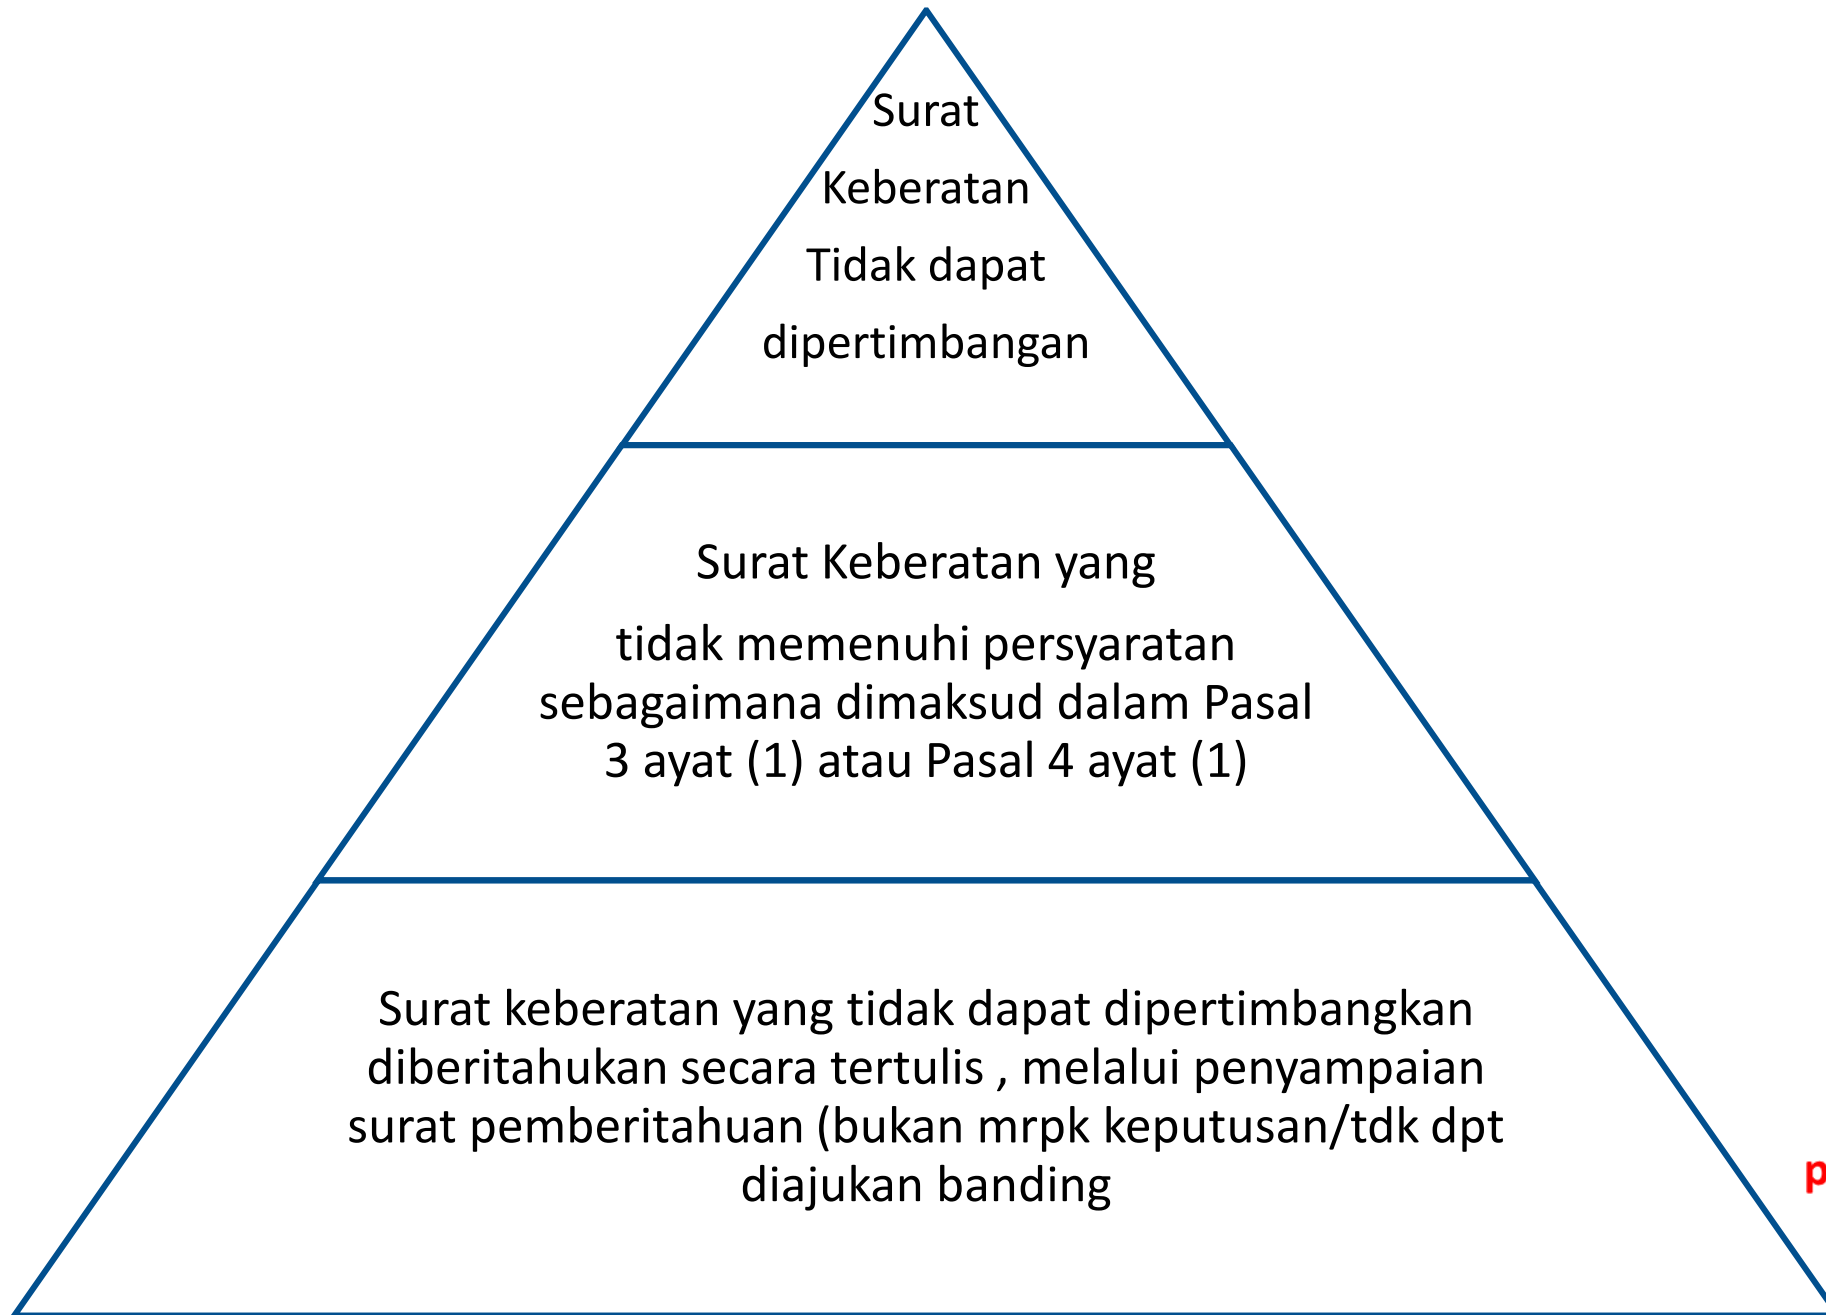 Surat
Keberatan
Tidak dapat
dipertimbangan
Surat Keberatan yang
tidak memenuhi persyaratan
sebagaimana dimaksud dalam Pasal
3 ayat (1) atau Pasal 4 ayat (1)
Surat keberatan yang tidak dapat dipertimbangkan
diberitahukan secara tertulis , melalui penyampaian
surat pemberitahuan (bukan mrpk keputusan/tdk dpt
diajukan banding
p